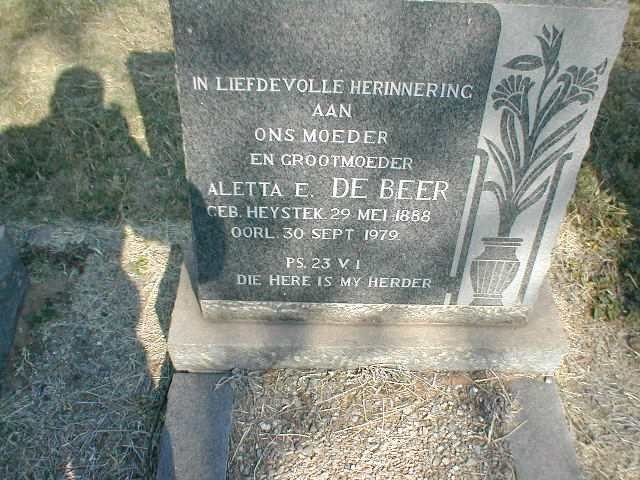 IN LIEFDEVOLLE HERINNERING
AAN
ONS MOEDER
EN GROOTMOEDER
ALETTA E. DE BEER
GEB. HEYSTEK 29 MEI 1888
OORL. 30 SEPT 1979.
PS. 23 V 1
DIE HERE IS MY HERDER